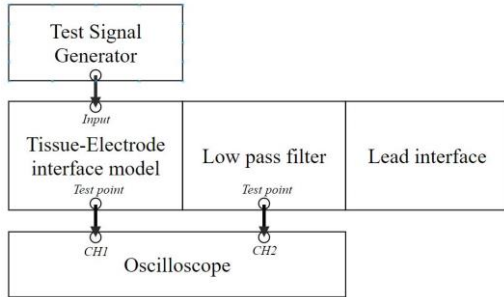 Test Signal
Generator
Input
Tissue-Electrode
interface model
Test point
Low pass filter
Test point
Lead interface
CH1
CH2
Oscilloscope